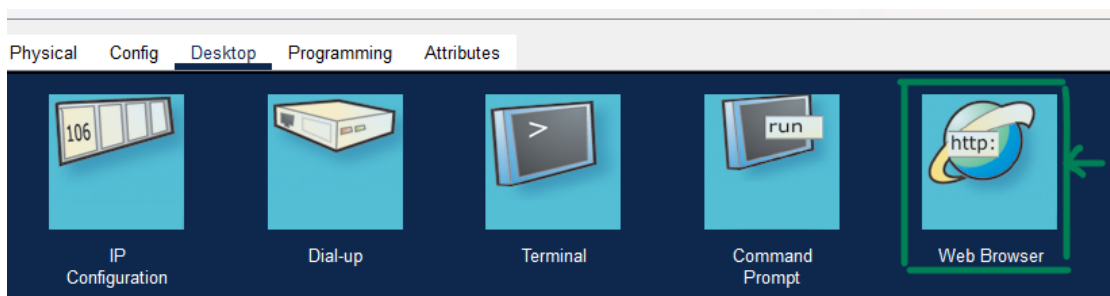 Physical Config Desktop Programming Attributes
106
>
run
http:
IP
Configuration
Dial-up
Terminal
Command
Prompt
Web Browser